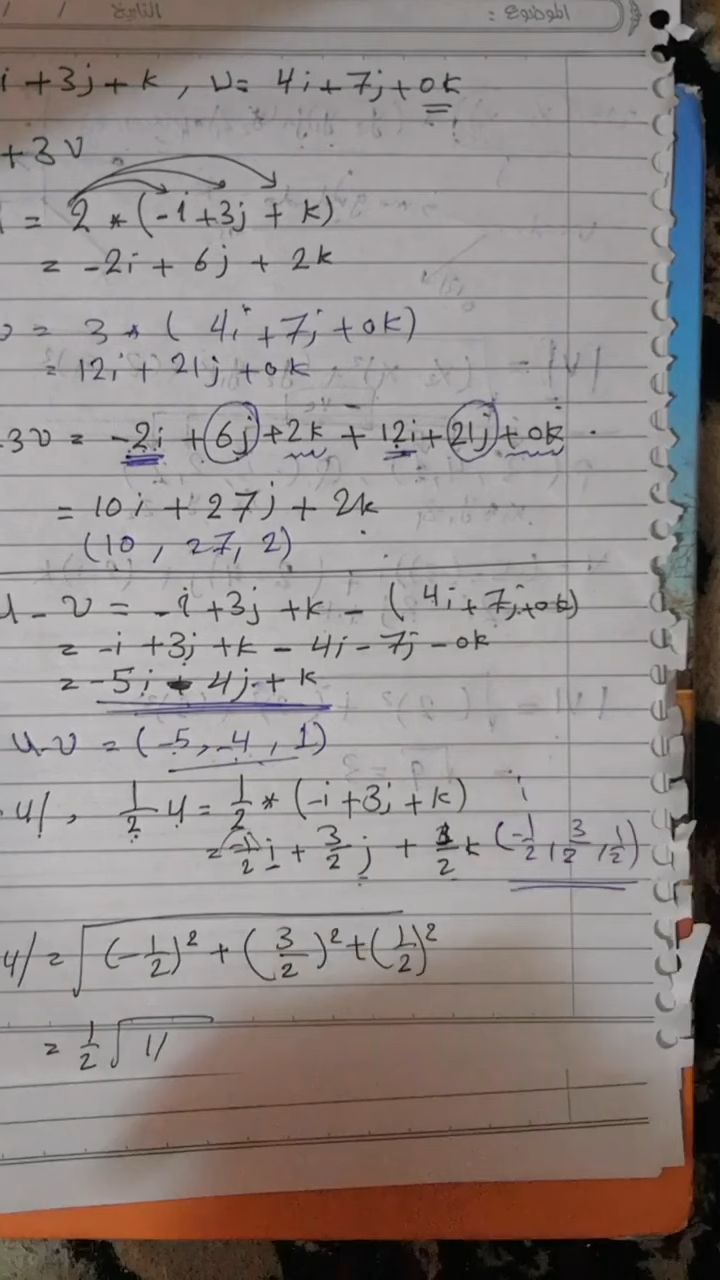 الموضوع : التاريخ / /
i + 3j + k , v = 4i + 7j + 0k
+ 3v
= 2 * (-i + 3j + k)
= -2i + 6j + 2k
v = 3 * ( 4i + 7j + 0k)
= 12i + 21j + 0k
3v = -2i + 6j + 2k + 12i + 21j + 0k
= 10i + 27j + 2k
(10 , 27, 2)
u - v = -i + 3j + k - ( 4i + 7j + 0k)
= -i + 3j + k - 4i - 7j - 0k
= -5i - 4j + k
u - v = (-5, -4 , 1)
u| , 1/2 u = 1/2 * (-i + 3j + k)
= -1/2 i + 3/2 j + 1/2 k (-1/2 , 3/2 , 1/2)
u| = √((-1/2)² + (3/2)² + (1/2)²
= 1/2 √11